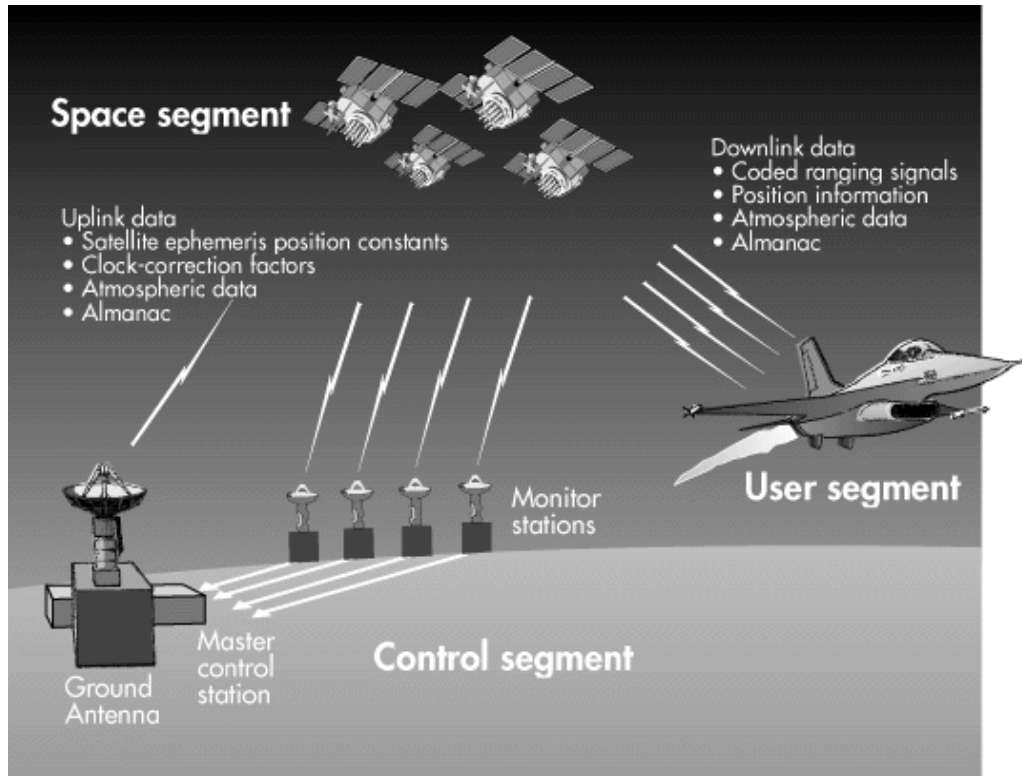 Space segment
Uplink data
• Satellite ephemeris position constants
• Clock-correction factors
• Atmospheric data
• Almanac
Downlink data
• Coded ranging signals
• Position information
• Atmospheric data
• Almanac
Monitor
stations
User segment
Master
control
station
Control segment
Ground
Antenna